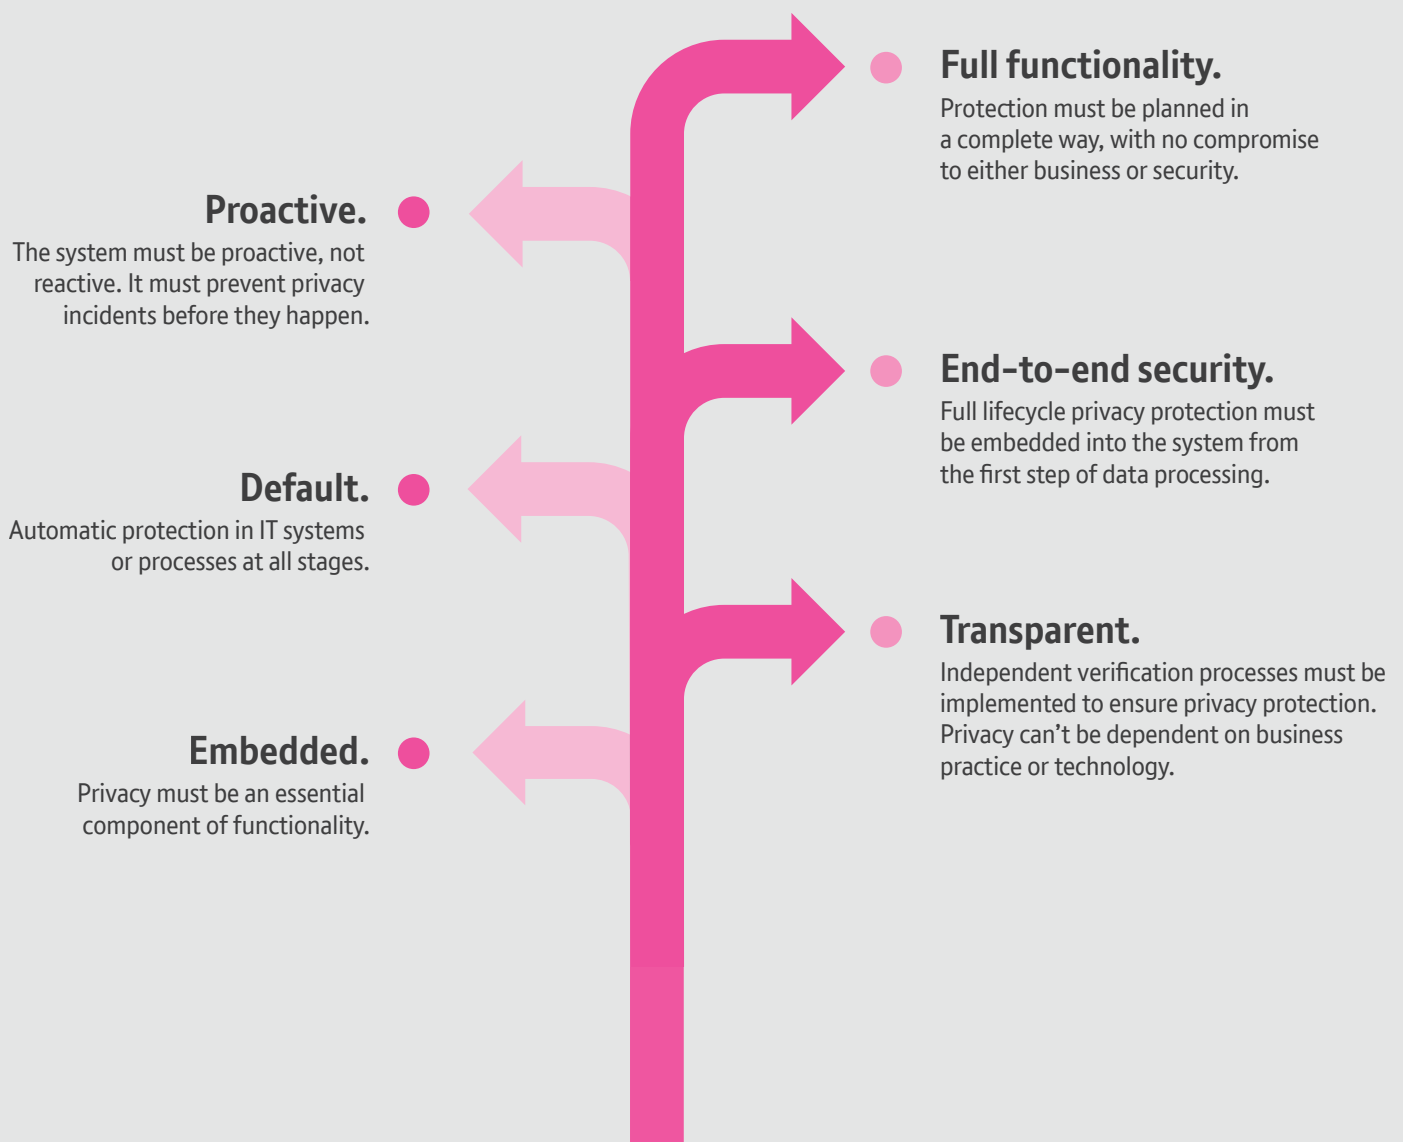 Full functionality.
Protection must be planned in
a complete way, with no compromise
to either business or security.
Proactive.
The system must be proactive, not
reactive. It must prevent privacy
incidents before they happen.
End-to-end security.
Full lifecycle privacy protection must
be embedded into the system from
the first step of data processing.
Default.
Automatic protection in IT systems
or processes at all stages.
Transparent.
Independent verification processes must be
implemented to ensure privacy protection.
Privacy can’t be dependent on business
practice or technology.
Embedded.
Privacy must be an essential
component of functionality.